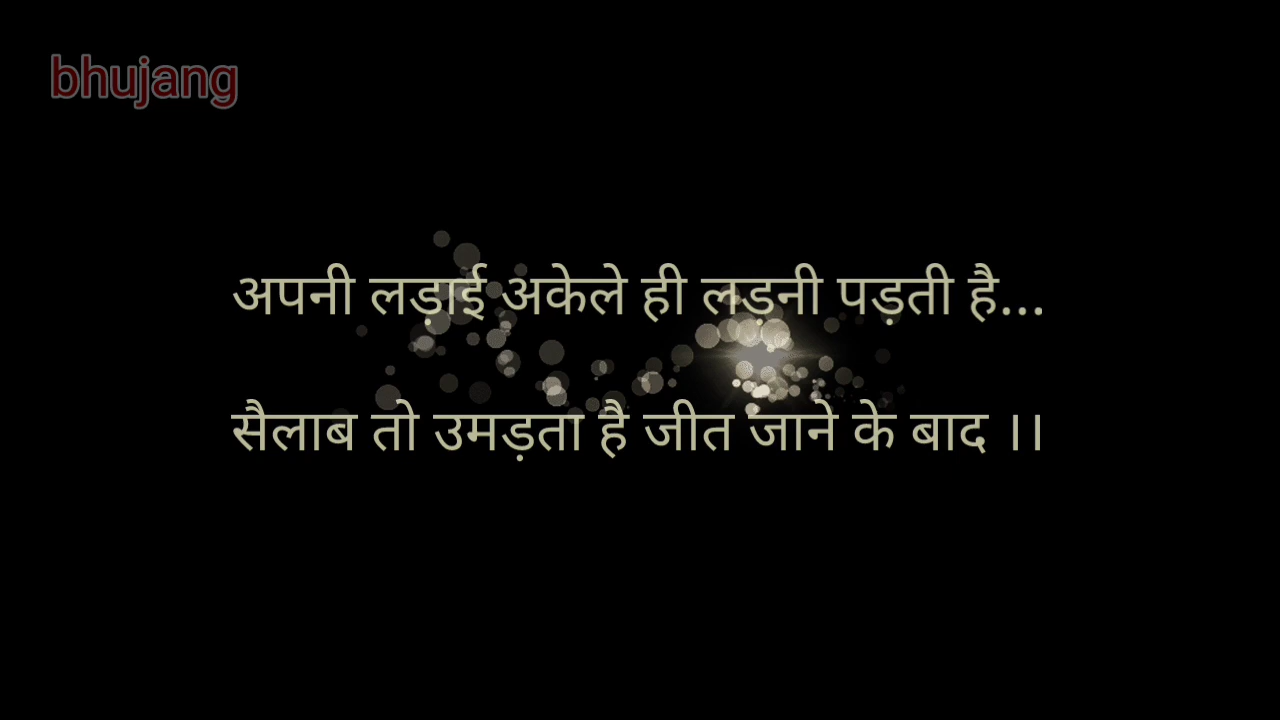 bhujang
अपनी लड़ाई अकेले ही लड़नी पड़ती है...
सैलाब तो उमड़ता है जीत जाने के बाद ।।